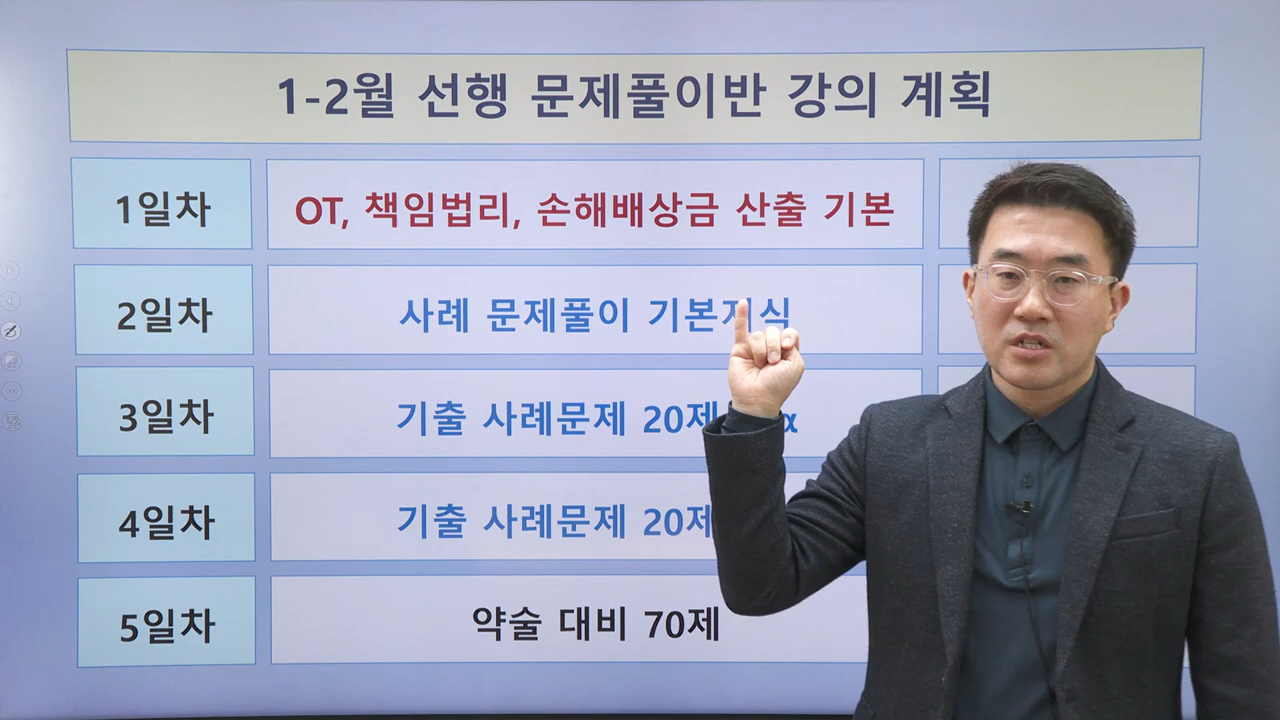 1-2월 선행 문제풀이반 강의 계획
1일차
OT, 책임법리, 손해배상금 산출 기본
2일차
사례 문제풀이 기본지식
3일차
기출 사례문제 20제 α
4일차
기출 사례문제 20제
5일차
약술 대비 70제